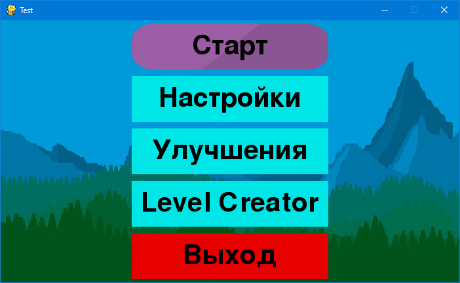 Test
Старт
Настройки
Улучшения
Level Creator
Выход